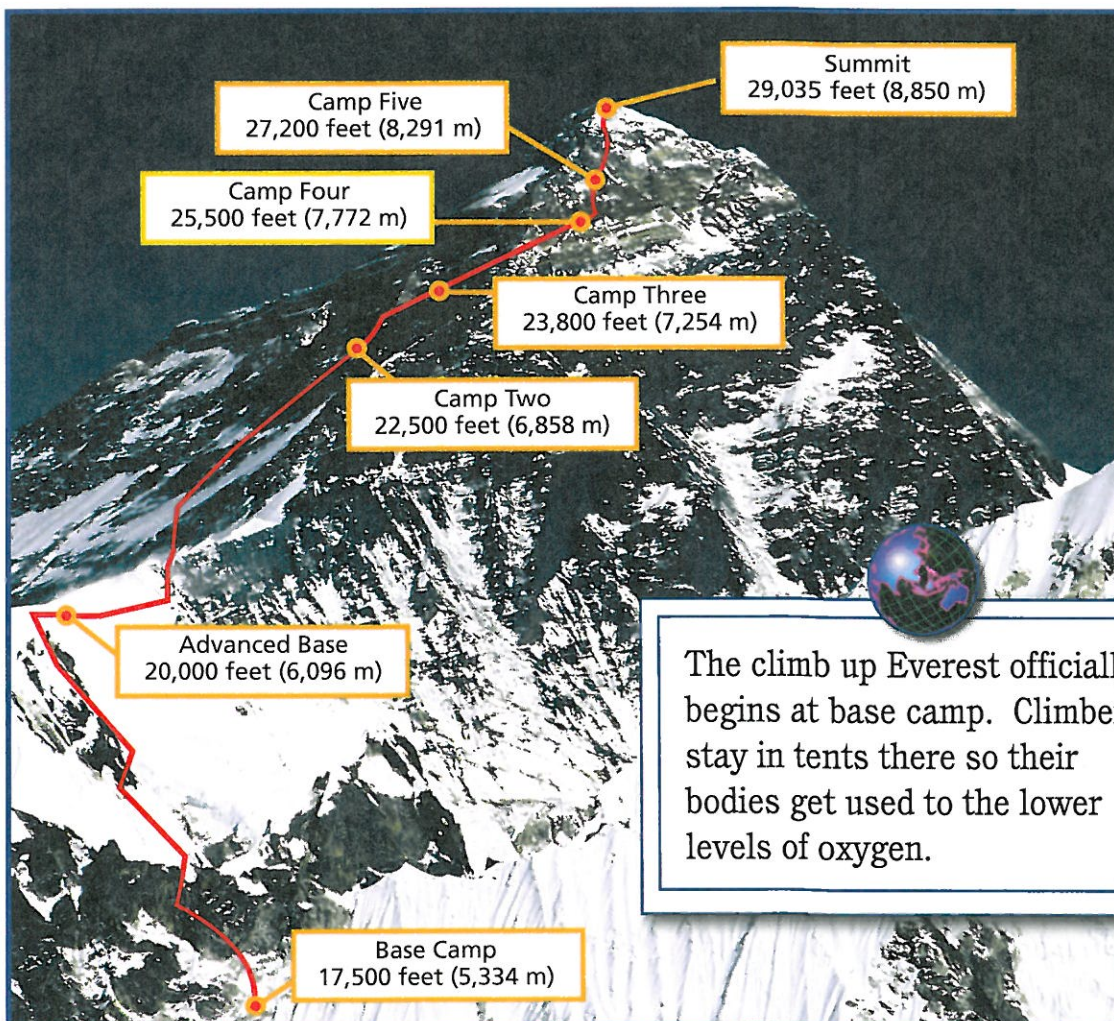 Summit
29,035 feet (8,850 m)
Camp Five
27,200 feet (8,291 m)
Camp Four
25,500 feet (7,772 m)
Camp Three
23,800 feet (7,254 m)
Camp Two
22,500 feet (6,858 m)
Advanced Base
20,000 feet (6,096 m)
Base Camp
17,500 feet (5,334 m)
The climb up Everest
begins at base camp.
stay in tents there so their
bodies get used to the lower
levels of oxygen.